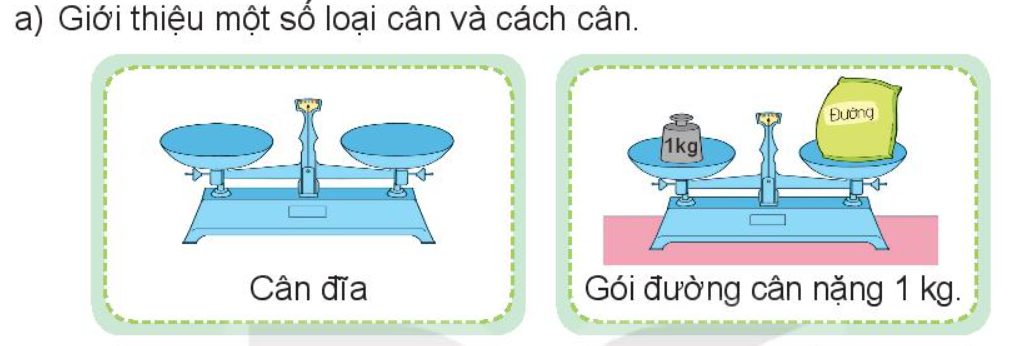 a) Giới thiệu một số loại cân và cách cân.
1kg
Đường
Cân đĩa
Gói đường cân nặng 1 kg.